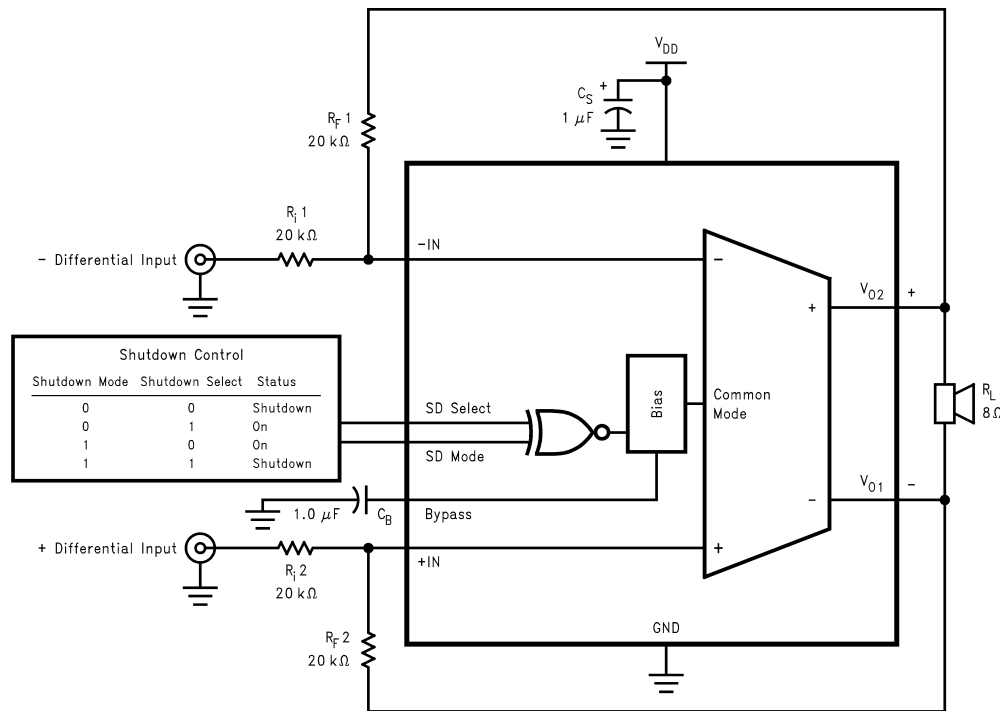 V_DD
C_S +
1 μF
R_F 1
20 kΩ
R_i 1
20 kΩ
- Differential Input
-IN
-
+
V_O2 +
Shutdown Control
Shutdown Mode Shutdown Select Status
0 0 Shutdown
0 1 On
1 0 On
1 1 Shutdown
SD Select
SD Mode
Bias
Common
Mode
R_L
8 Ω
1.0 μF C_B Bypass
-
V_O1 -
+ Differential Input
+IN
+
R_i 2
20 kΩ
R_F 2
20 kΩ
GND